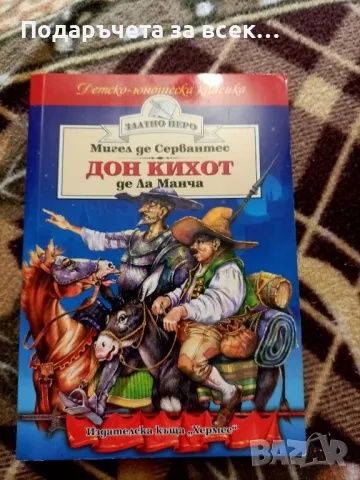 Подаръчета за всек...
Детско-юношеска класика
ЗЛАТНО ПЕРО
Мигел де Сервантес
ДОН КИХОТ
де Ла Манча
Издателска къща „Хермес“
BAZAR
bg